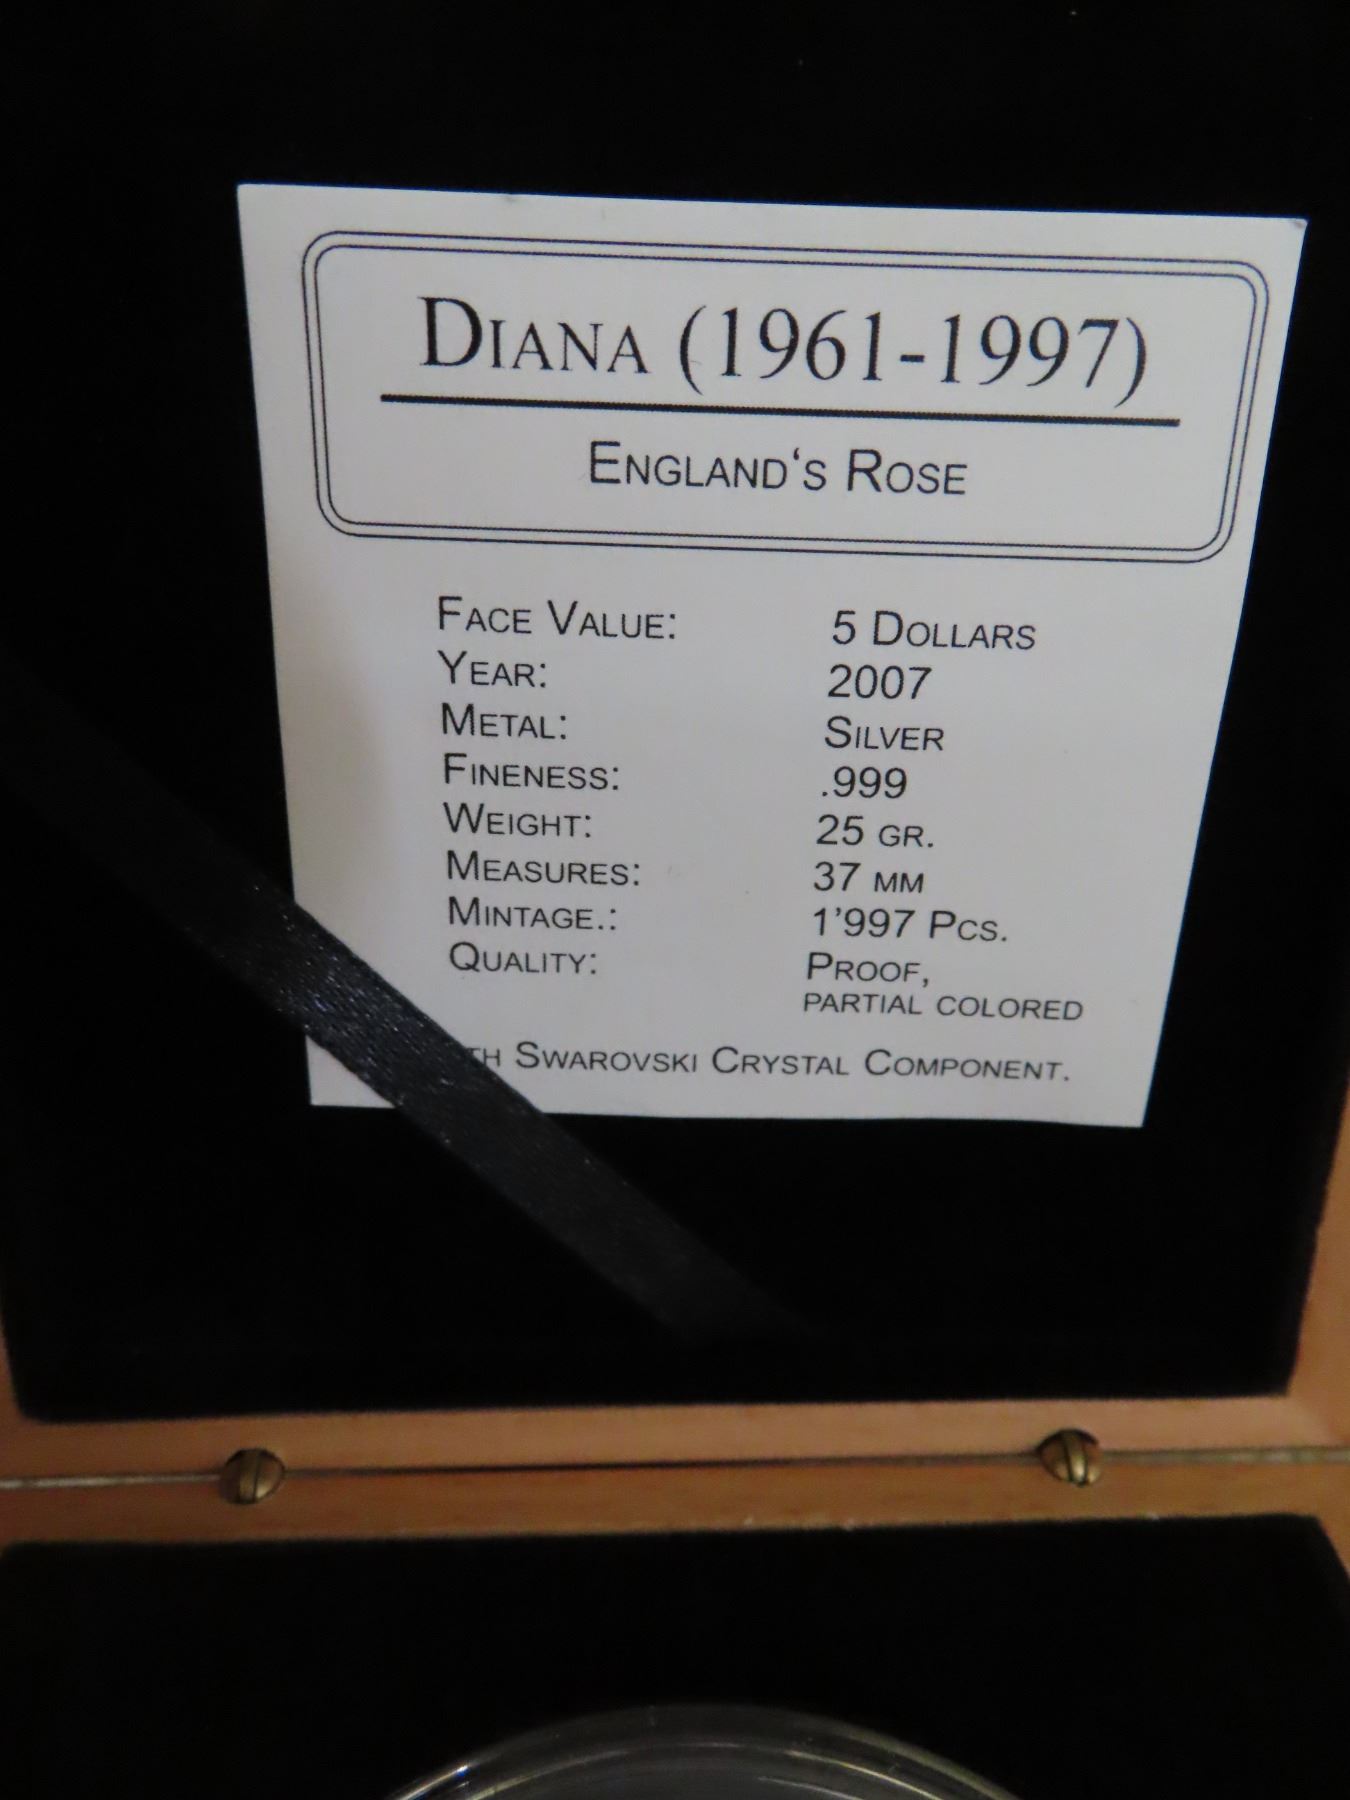 DIANA (1961-1997)
ENGLAND‘S ROSE
FACE VALUE: 5 DOLLARS
YEAR: 2007
METAL: SILVER
FINENESS: .999
WEIGHT: 25 GR.
MEASURES: 37 MM
MINTAGE.: 1’997 PCS.
QUALITY: PROOF,
PARTIAL COLORED
SWAROVSKI CRYSTAL COMPONENT.